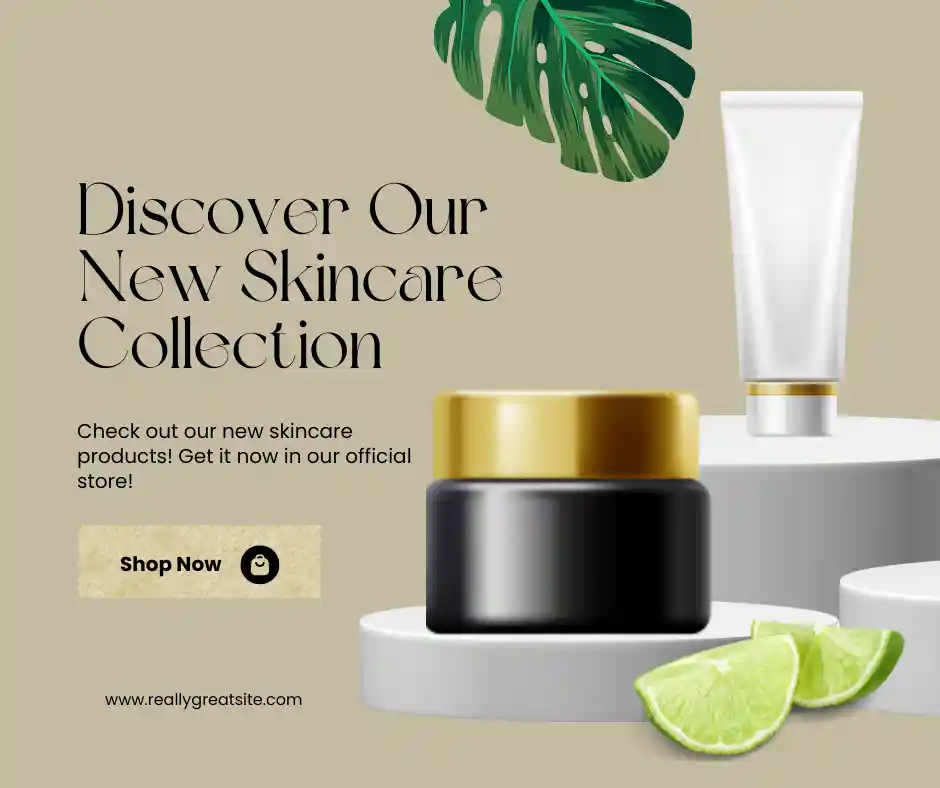 Discover Our
New Skincare
Collection
Check out our new skincare
products! Get it now in our official
store!
Shop Now
www.reallygreatsite.com